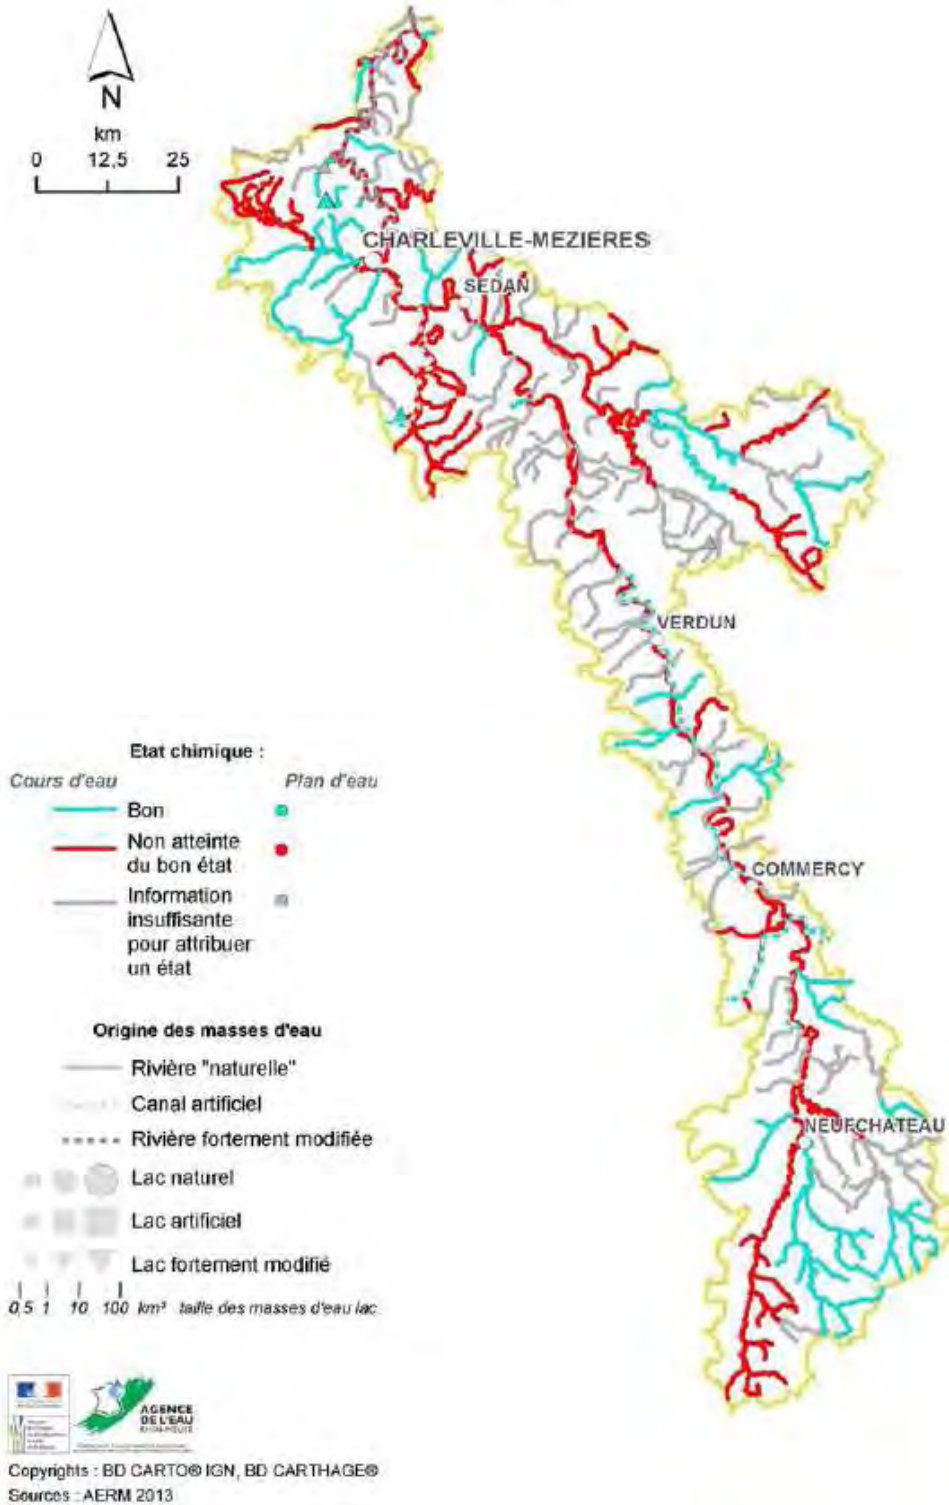 N
km
0 12,5 25
CHARLEVILLE-MEZIERES
SEDAN
VERDUN
COMMERCY
NEUFCHATEAU
Etat chimique :
Cours d'eau Plan d'eau
Bon
Non atteinte
du bon état
Information
insuffisante
pour attribuer
un état
Origine des masses d'eau
Rivière "naturelle"
Canal artificiel
Rivière fortement modifiée
Lac naturel
Lac artificiel
Lac fortement modifié
0,5 1 10 100 km² taille des masses d'eau lac
AGENCE
DE L'EAU
RHIN-MEUSE
Copyrights : BD CARTO® IGN, BD CARTHAGE®
Sources : AERM 2013